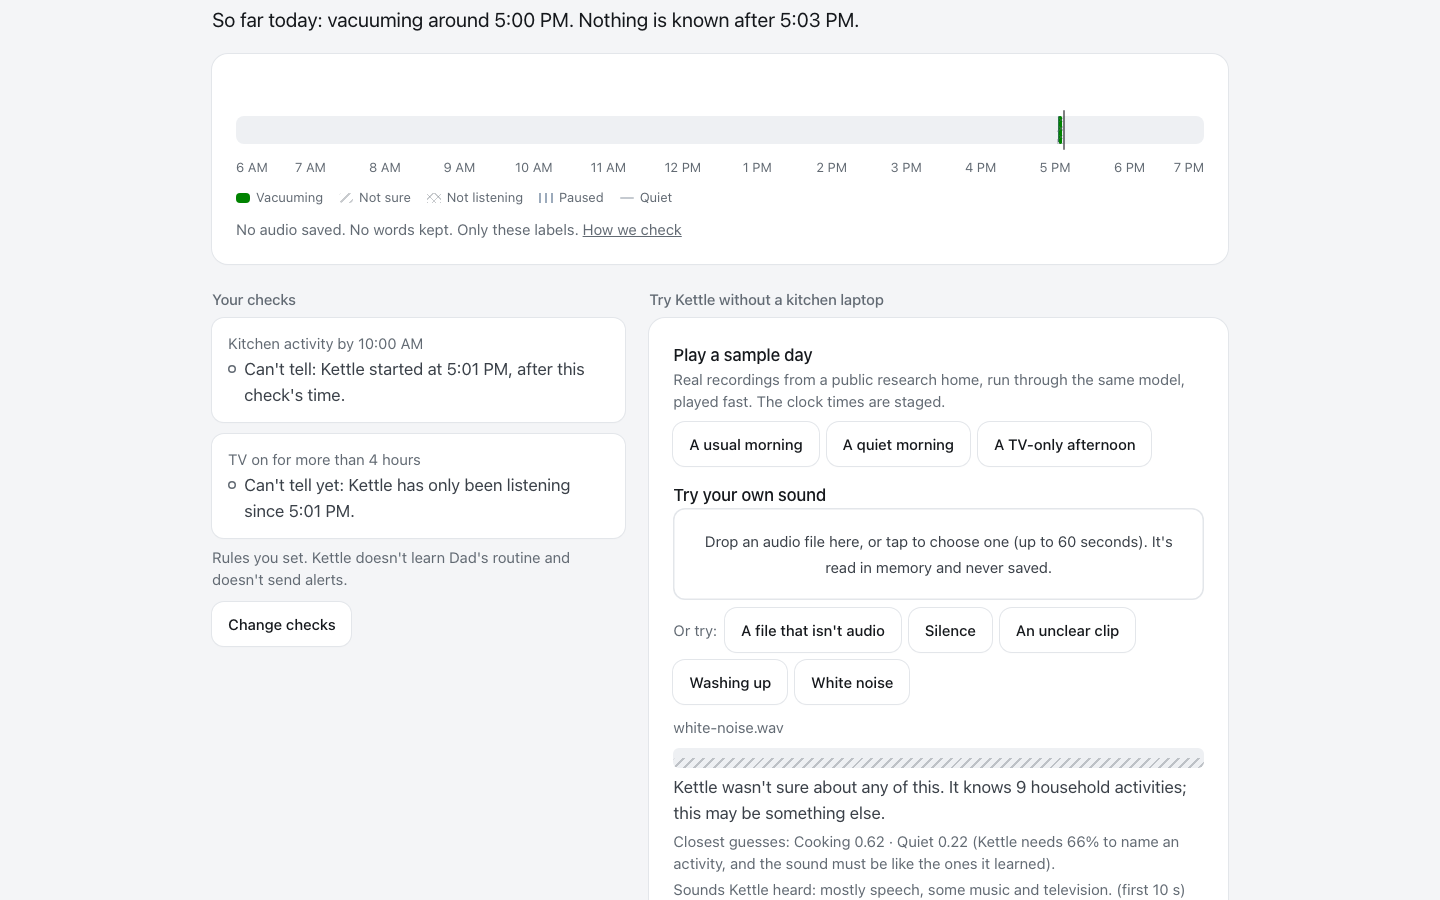 So far today: vacuuming around 5:00 PM. Nothing is known after 5:03 PM.
6 AM 7 AM 8 AM 9 AM 10 AM 11 AM 12 PM 1 PM 2 PM 3 PM 4 PM 5 PM 6 PM 7 PM
Vacuuming Not sure Not listening Paused Quiet
No audio saved. No words kept. Only these labels. How we check
Your checks
Kitchen activity by 10:00 AM
Can't tell: Kettle started at 5:01 PM, after this
check's time.
TV on for more than 4 hours
Can't tell yet: Kettle has only been listening
since 5:01 PM.
Rules you set. Kettle doesn't learn Dad's routine and
doesn't send alerts.
Change checks
Try Kettle without a kitchen laptop
Play a sample day
Real recordings from a public research home, run through the same model,
played fast. The clock times are staged.
A usual morning A quiet morning A TV-only afternoon
Try your own sound
Drop an audio file here, or tap to choose one (up to 60 seconds). It's
read in memory and never saved.
Or try: A file that isn't audio Silence An unclear clip
Washing up White noise
white-noise.wav
Kettle wasn't sure about any of this. It knows 9 household activities;
this may be something else.
Closest guesses: Cooking 0.62 · Quiet 0.22 (Kettle needs 66% to name an
activity, and the sound must be like the ones it learned).
Sounds Kettle heard: mostly speech, some music and television. (first 10 s)